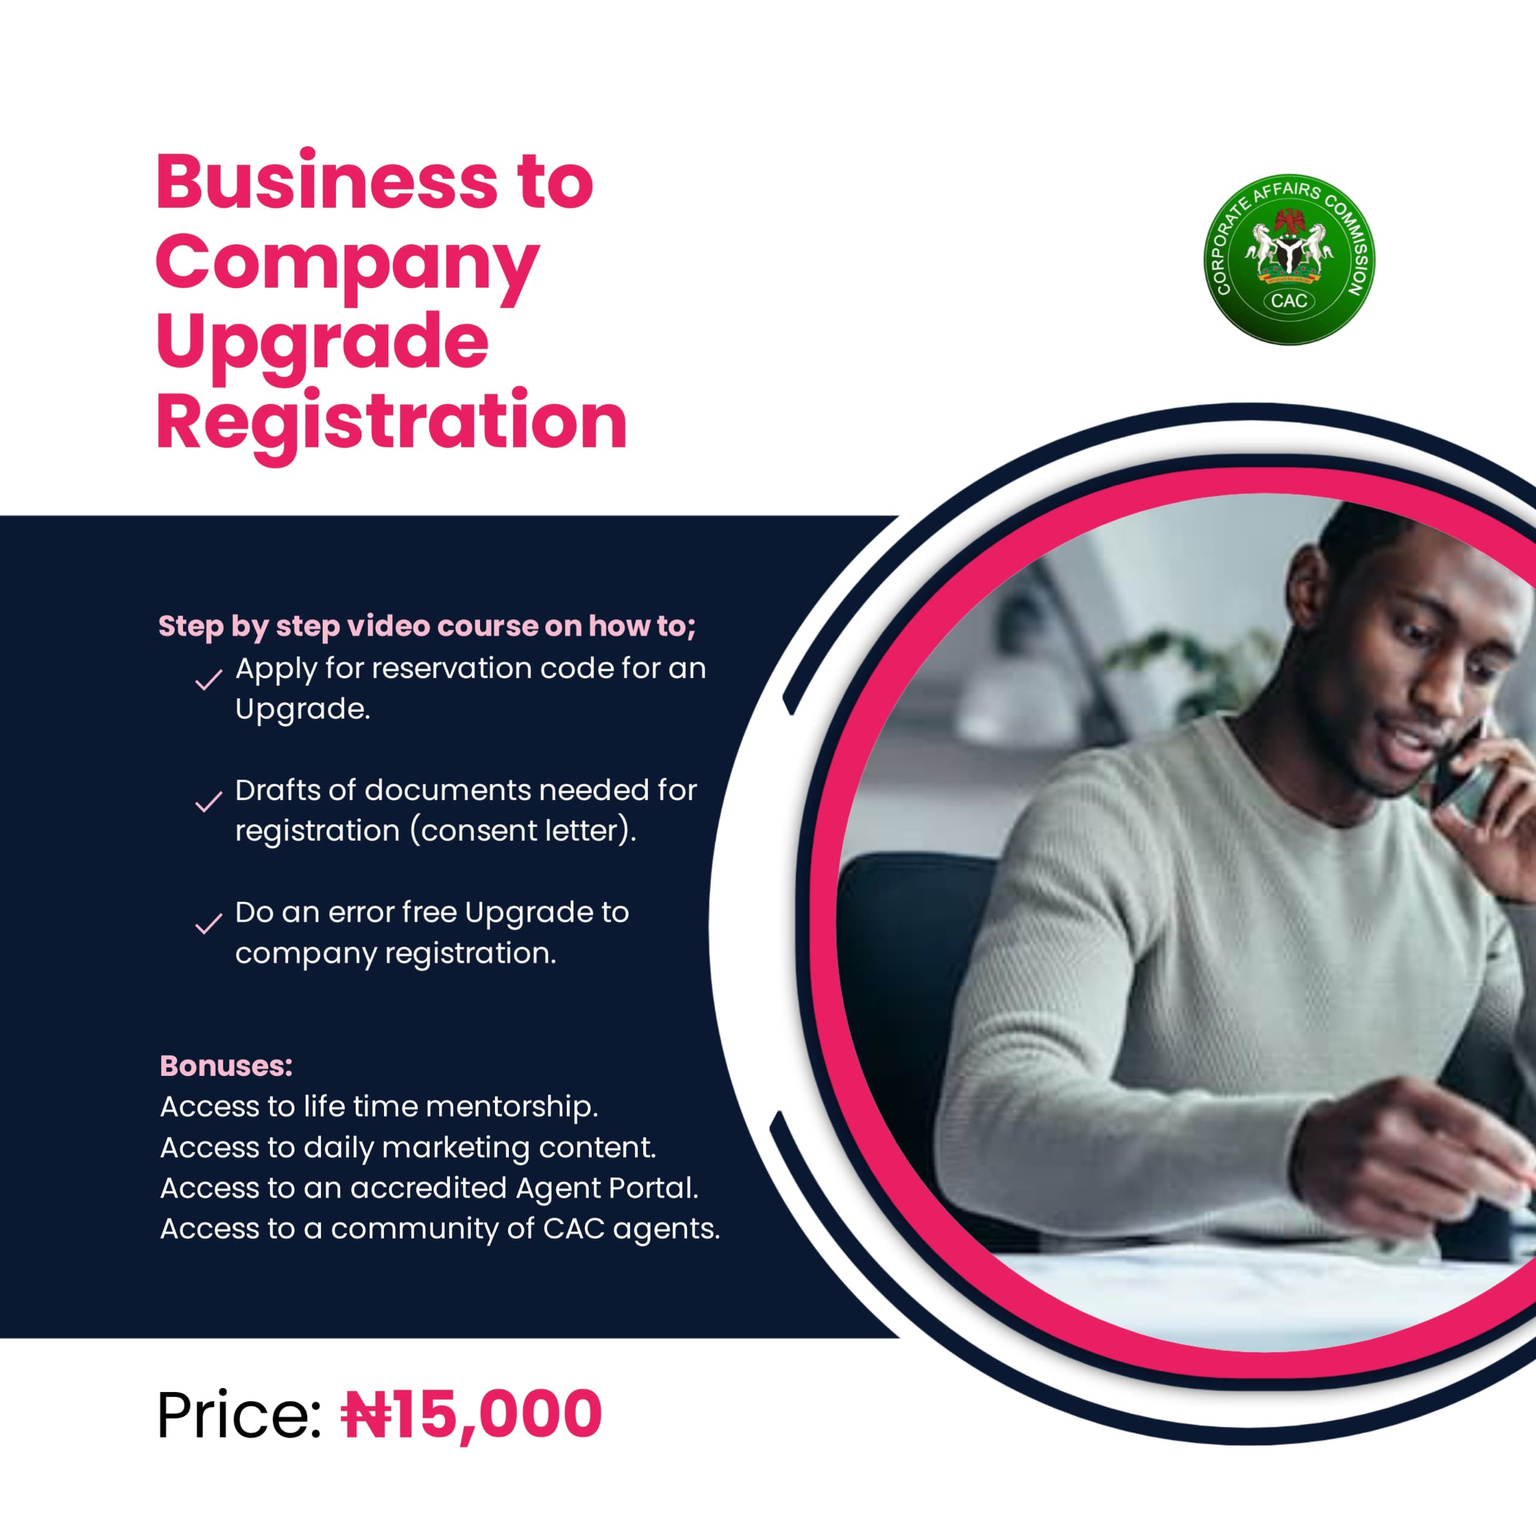 Business to
Company
Upgrade
Registration
CORPORATE AFFAIRS COMMISSION
CAC
Step by step video course on how to;
Apply for reservation code for an
Upgrade.
Drafts of documents needed for
registration (consent letter).
Do an error free Upgrade to
company registration.
Bonuses:
Access to life time mentorship.
Access to daily marketing content.
Access to an accredited Agent Portal.
Access to a community of CAC agents.
Price: ₦15,000